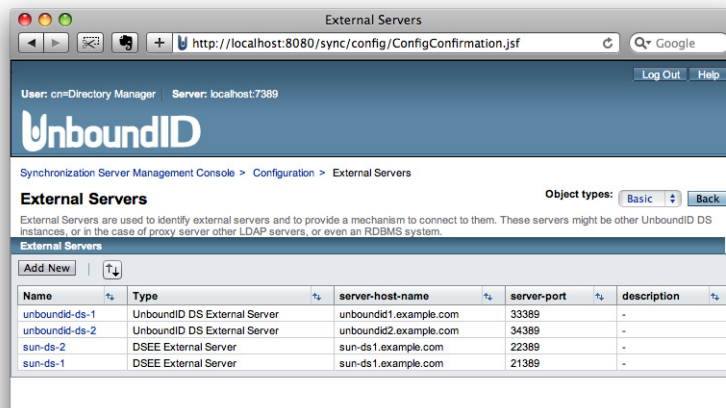 External Servers
http://localhost:8080/sync/config/ConfigConfirmation.jsf
Google
Log Out Help
User: cn=Directory Manager Server: localhost:7389
UnboundID
Synchronization Server Management Console > Configuration > External Servers
External Servers
Object types: Basic Back
External Servers are used to identify external servers and to provide a mechanism to connect to them. These servers might be other UnboundID DS
instances, or in the case of proxy server other LDAP servers, or even an RDBMS system.
External Servers
Add New
Name Type server-host-name server-port description
unboundid-ds-1 UnboundID DS External Server unboundid1.example.com 33389 -
unboundid-ds-2 UnboundID DS External Server unboundid2.example.com 34389 -
sun-ds-2 DSEE External Server sun-ds1.example.com 22389 -
sun-ds-1 DSEE External Server sun-ds1.example.com 21389 -